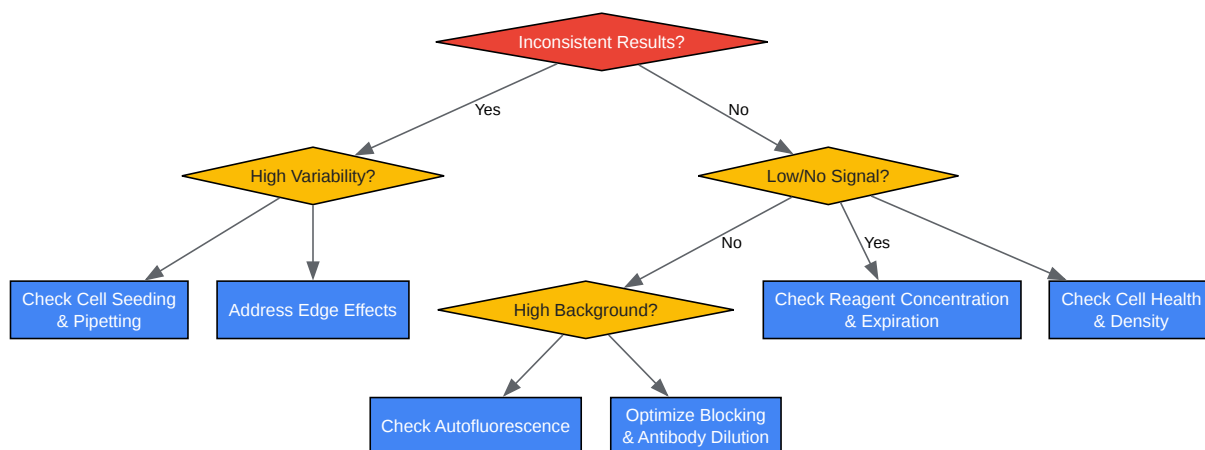 Inconsistent Results?
Yes
No
High Variability?
Low/No Signal?
No
Yes
Check Cell Seeding
& Pipetting
Address Edge Effects
High Background?
Check Reagent Concentration
& Expiration
Check Cell Health
& Density
Check Autofluorescence
Optimize Blocking
& Antibody Dilution